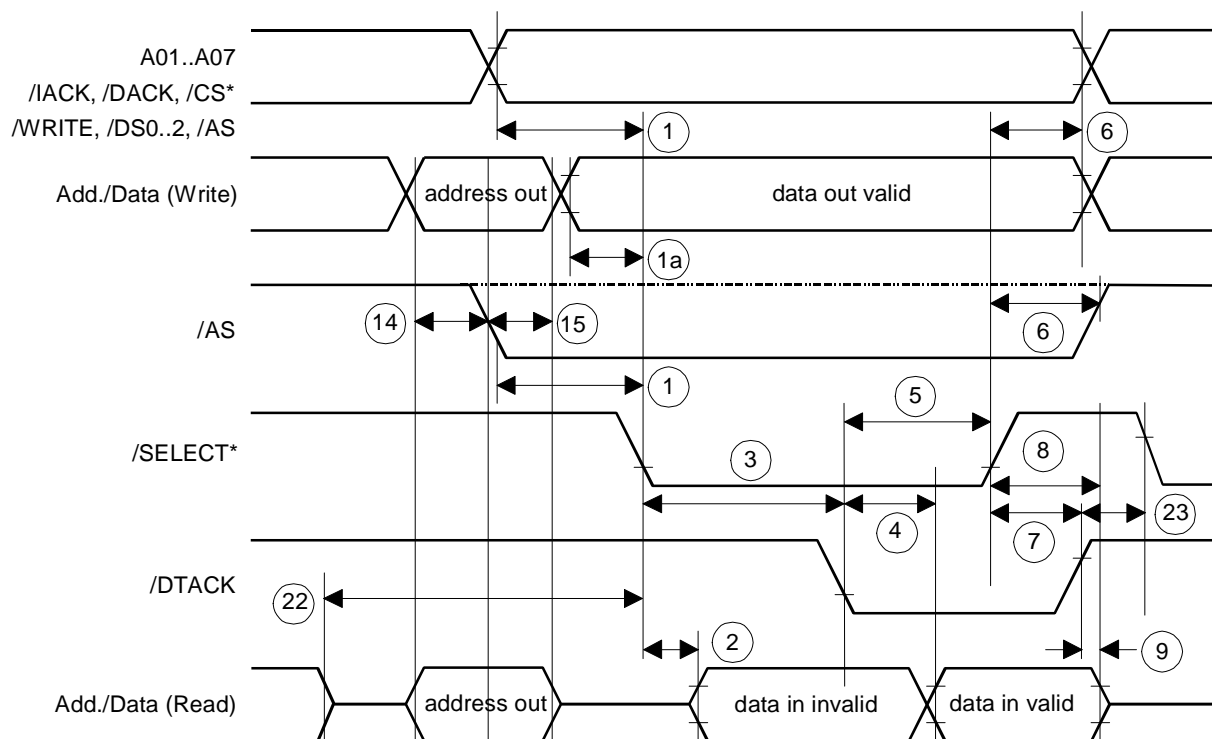 A01..A07
/IACK, /DACK, /CS*
/WRITE, /DS0..2, /AS
1
6
Add./Data (Write)
address out
data out valid
1a
/AS
14
15
6
1
5
/SELECT*
3
8
4
7
23
/DTACK
22
2
9
Add./Data (Read)
address out
data in invalid
data in valid